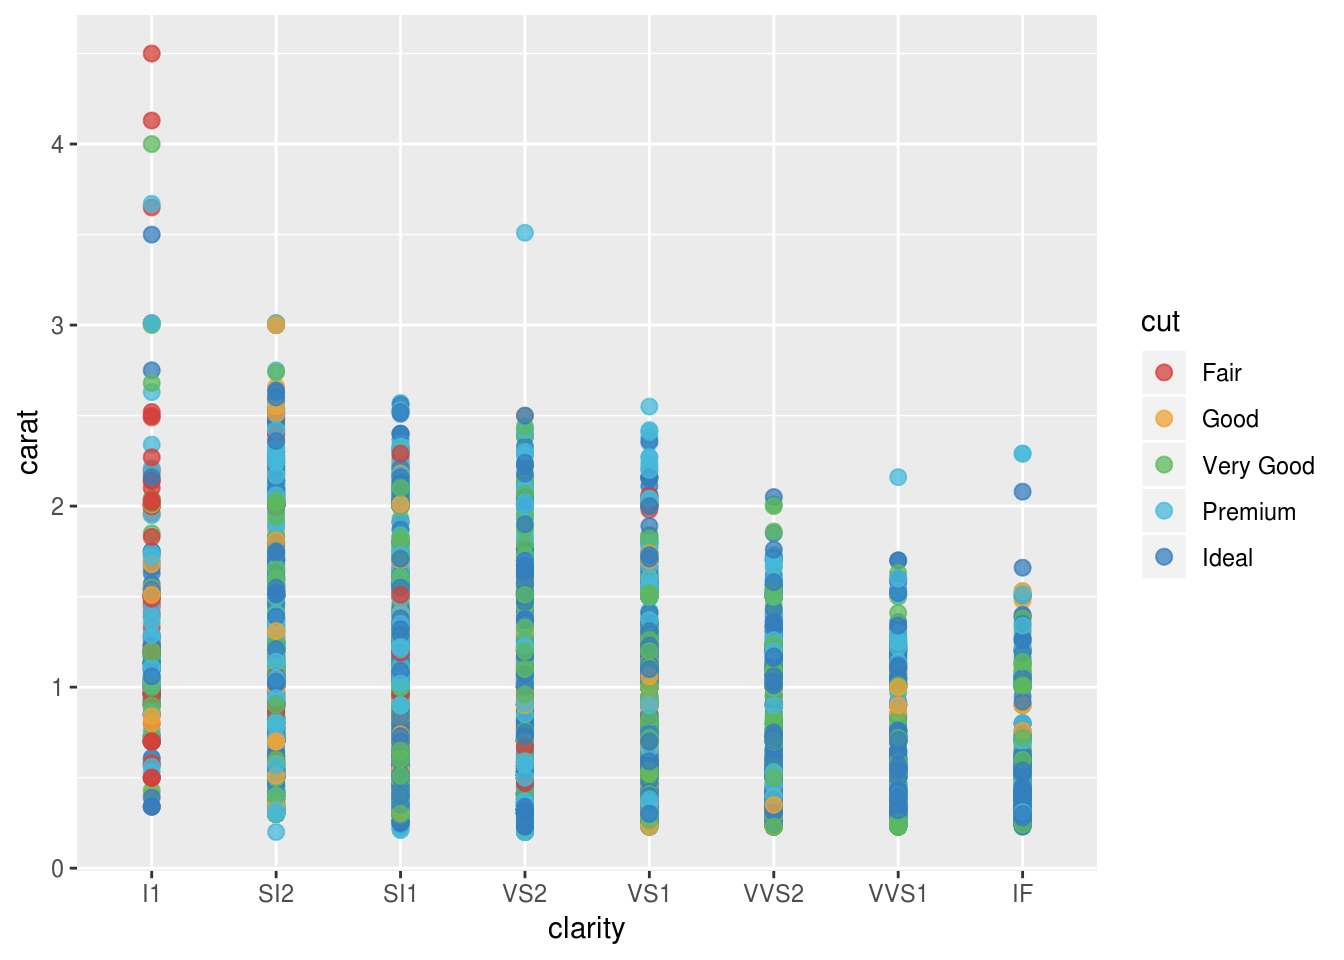 carat
4
3
2
1
0
I1 SI2 SI1 VS2 VS1 VVS2 VVS1 IF
clarity
cut
Fair
Good
Very Good
Premium
Ideal